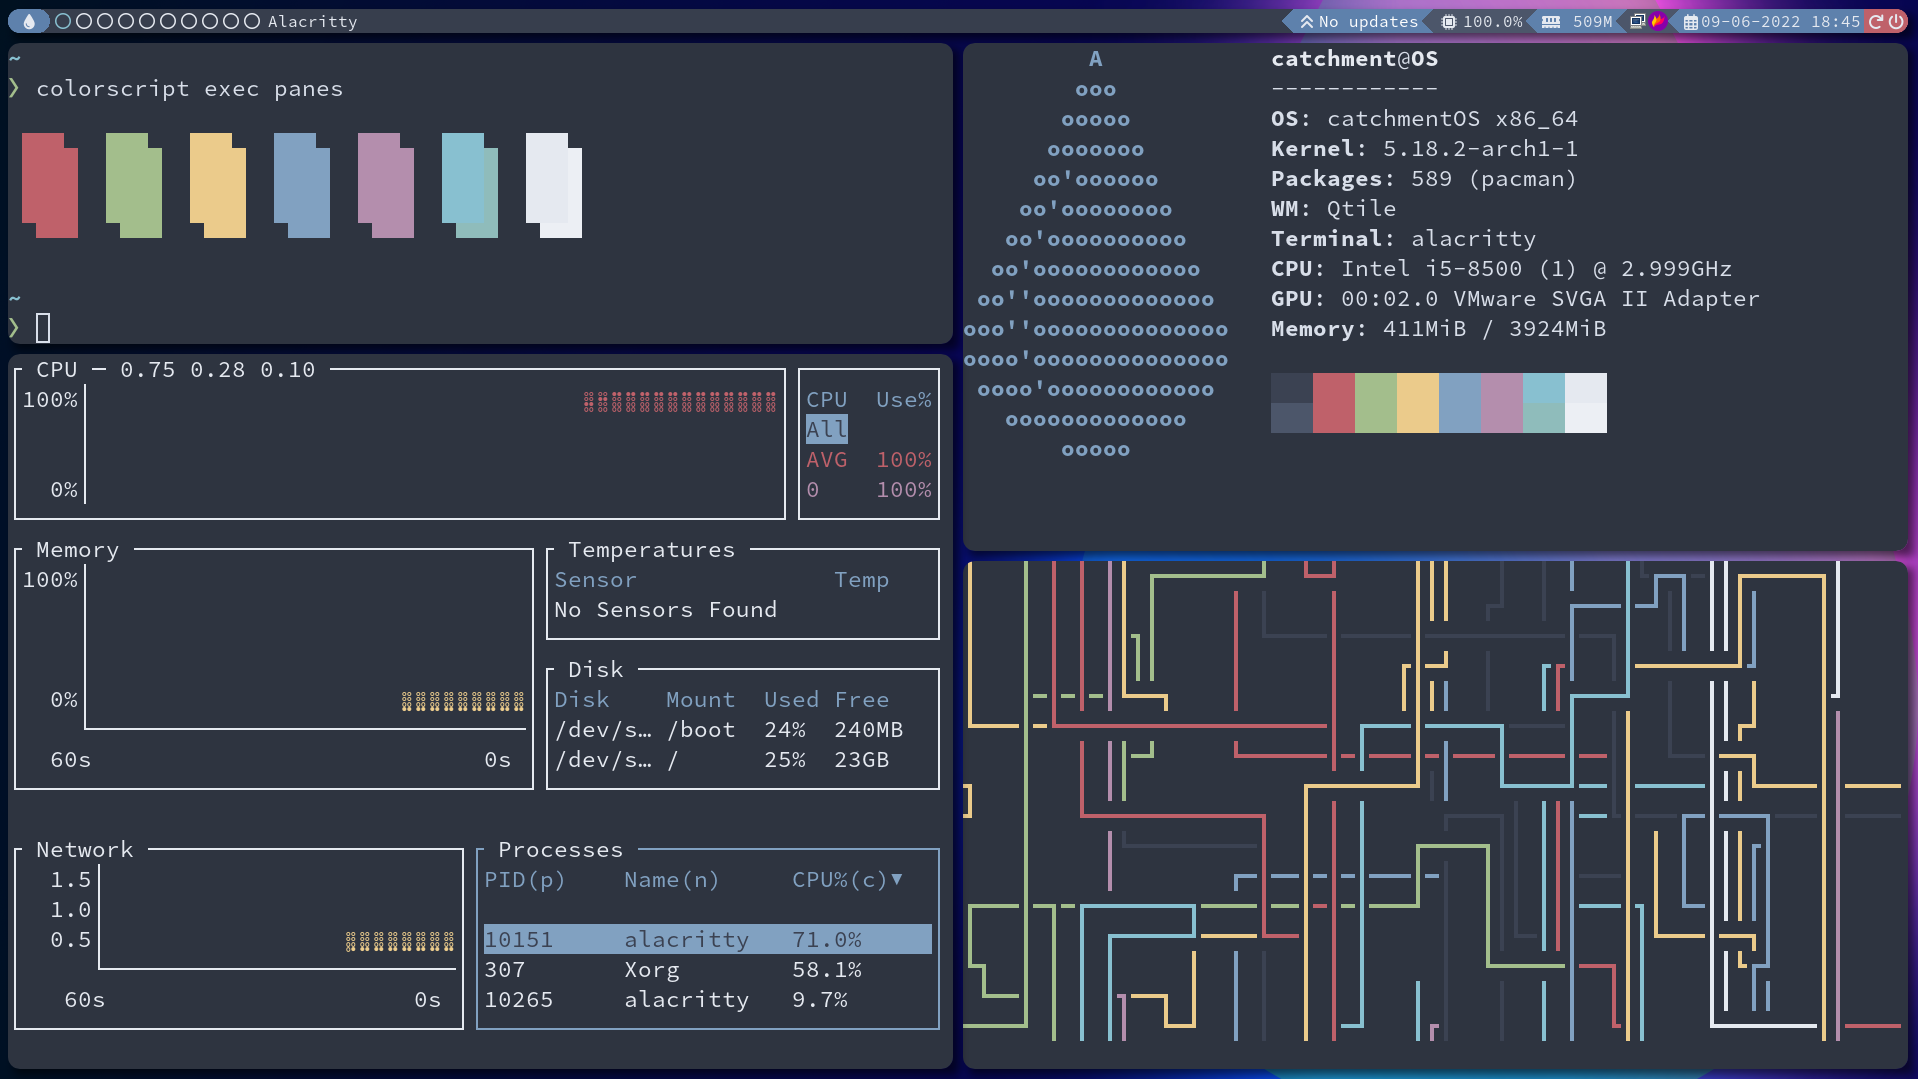 Alacritty
No updates 100.0% 509M 09-06-2022 18:45
~
❯ colorscript exec panes
~
❯
CPU — 0.75 0.28 0.10
100%
0%
CPU Use%
All
AVG 100%
0 100%
Memory
100%
0%
60s 0s
Temperatures
Sensor Temp
No Sensors Found
Disk
Disk Mount Used Free
/dev/s… /boot 24% 240MB
/dev/s… / 25% 23GB
Network
1.5
1.0
0.5
60s 0s
Processes
PID(p) Name(n) CPU%(c)▼
10151 alacritty 71.0%
307 Xorg 58.1%
10265 alacritty 9.7%
A
ooo
ooooo
ooooooo
oo'oooooo
oo'oooooooo
oo'oooooooooo
oo'oooooooooooo
oo''ooooooooooooo
ooo''oooooooooooooo
oooo'oooooooooooooo
oooo'oooooooooooo
ooooooooooooo
ooooo
catchment@OS
------------
OS: catchmentOS x86_64
Kernel: 5.18.2-arch1-1
Packages: 589 (pacman)
WM: Qtile
Terminal: alacritty
CPU: Intel i5-8500 (1) @ 2.999GHz
GPU: 00:02.0 VMware SVGA II Adapter
Memory: 411MiB / 3924MiB